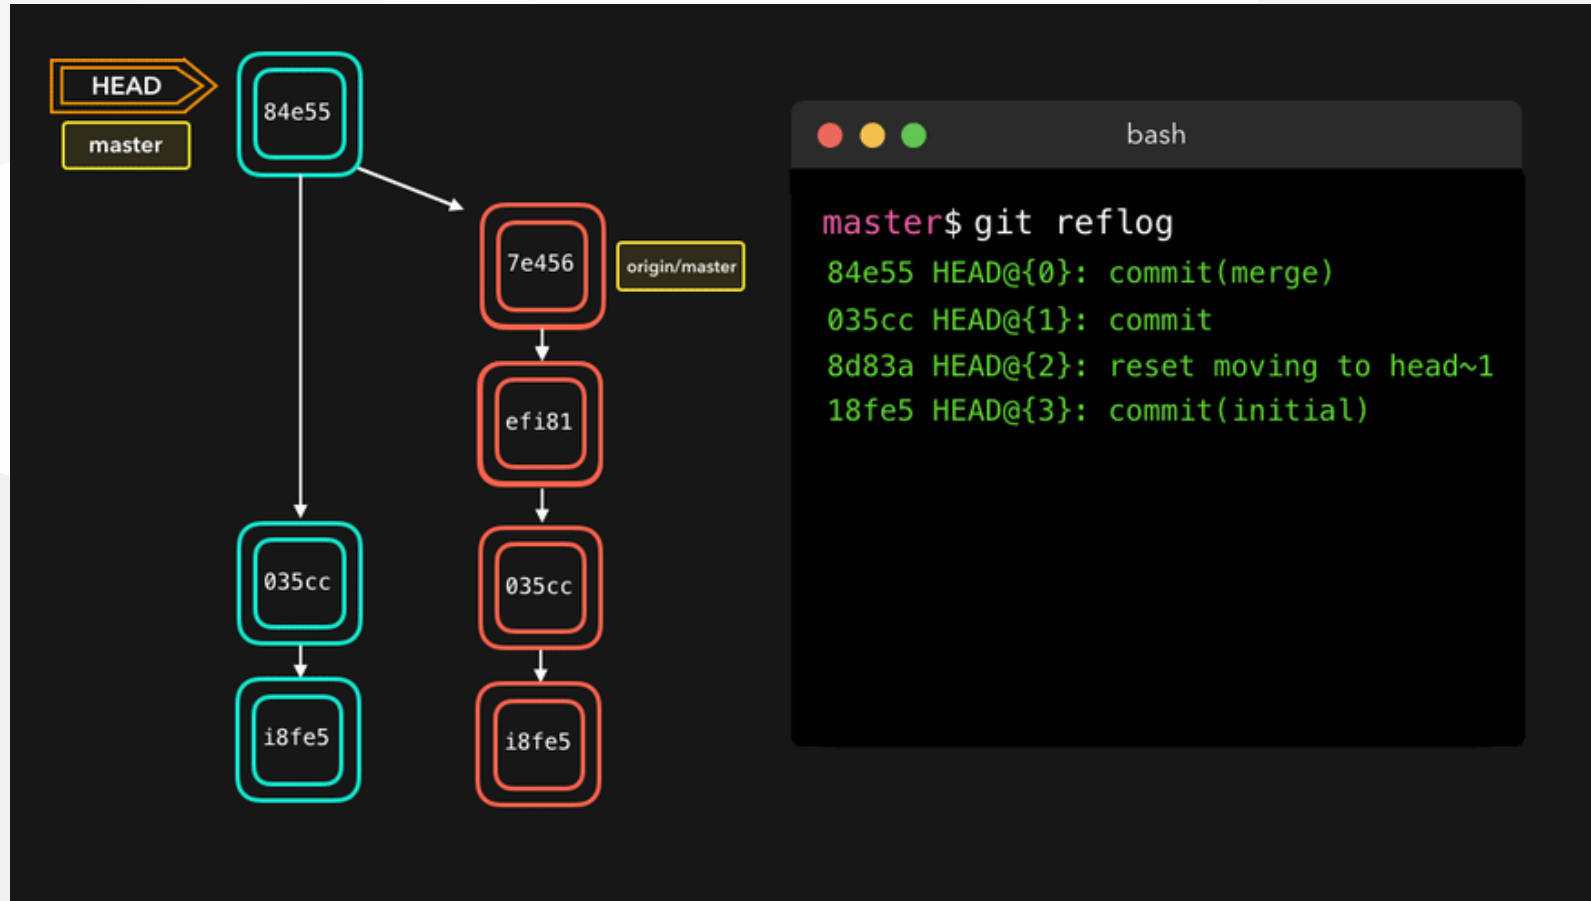 HEAD
master
84e55
7e456
origin/master
efi81
035cc
035cc
i8fe5
i8fe5
bash
master$ git reflog
84e55 HEAD@{0}: commit(merge)
035cc HEAD@{1}: commit
8d83a HEAD@{2}: reset moving to head~1
18fe5 HEAD@{3}: commit(initial)